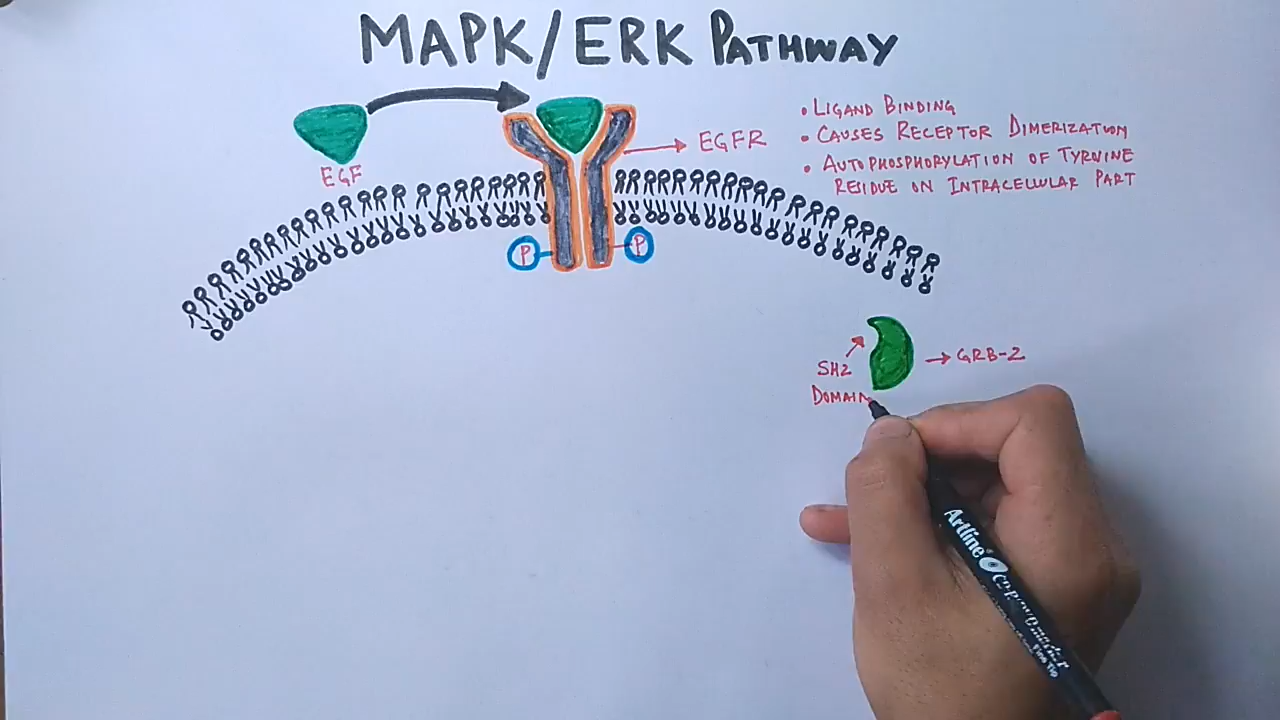 MAPK/ERK PATHWAY
EGF
EGFR
• LIGAND BINDING
• CAUSES RECEPTOR DIMERIZATION
• AUTOPHOSPHORYLATION OF TYRONINE
RESIDUE ON INTRACELLULAR PART
P
P
SH2
DOMAIN
GRB-2
Artline